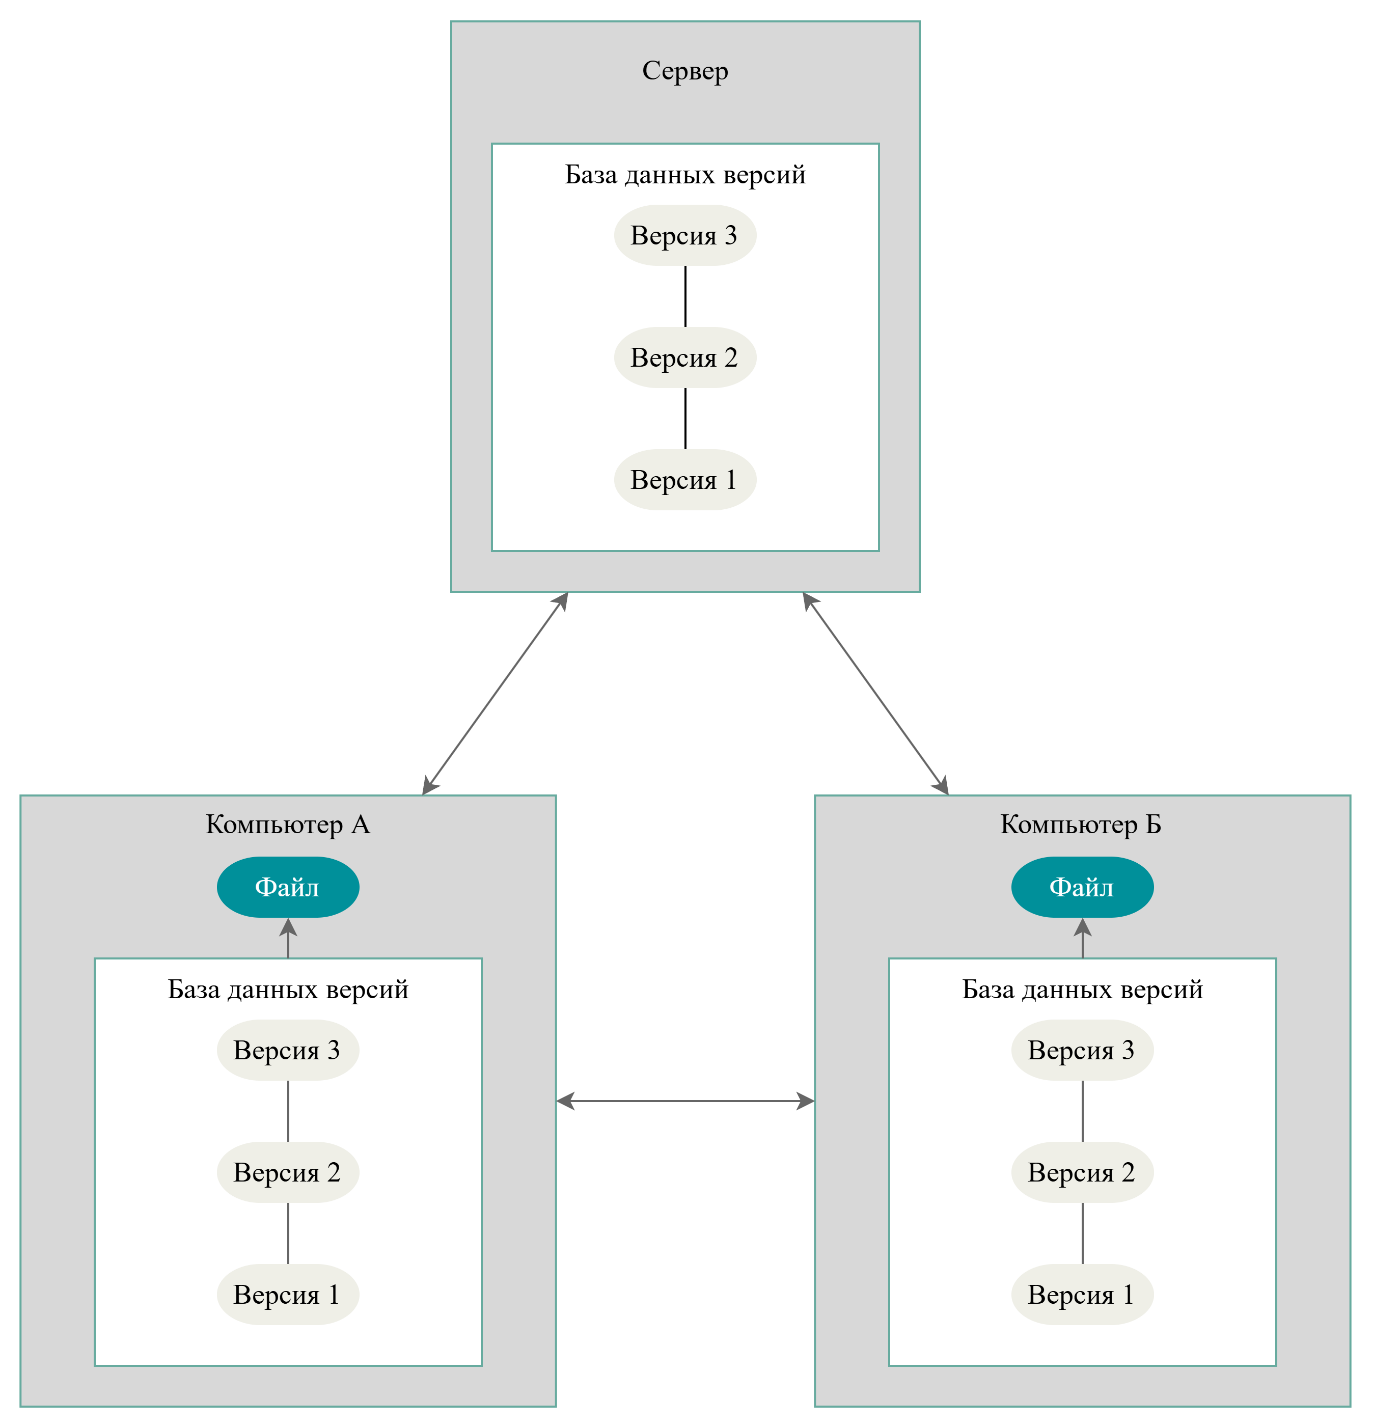 Сервер
База данных версий
Версия 3
Версия 2
Версия 1
Компьютер А
Файл
База данных версий
Версия 3
Версия 2
Версия 1
Компьютер Б
Файл
База данных версий
Версия 3
Версия 2
Версия 1